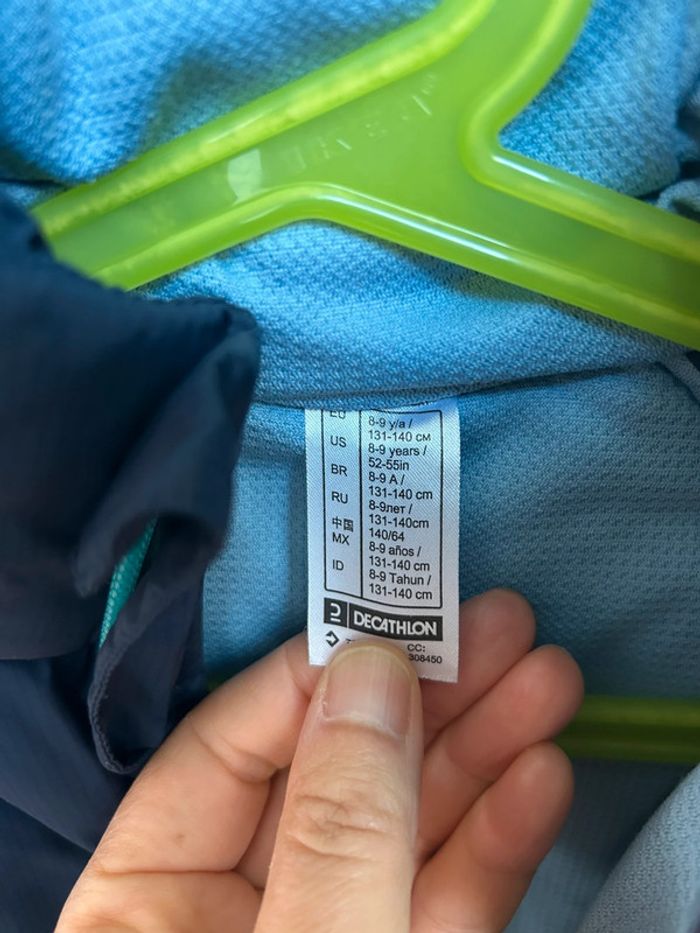 EU 8-9 y/a /
131-140 см
US 8-9 years /
52-55in
BR 8-9 A /
131-140 cm
RU 8-9лет /
131-140cm
中国 140/64
MX 8-9 años /
131-140 cm
ID 8-9 Tahun /
131-140 cm
DECATHLON
CC:
308450